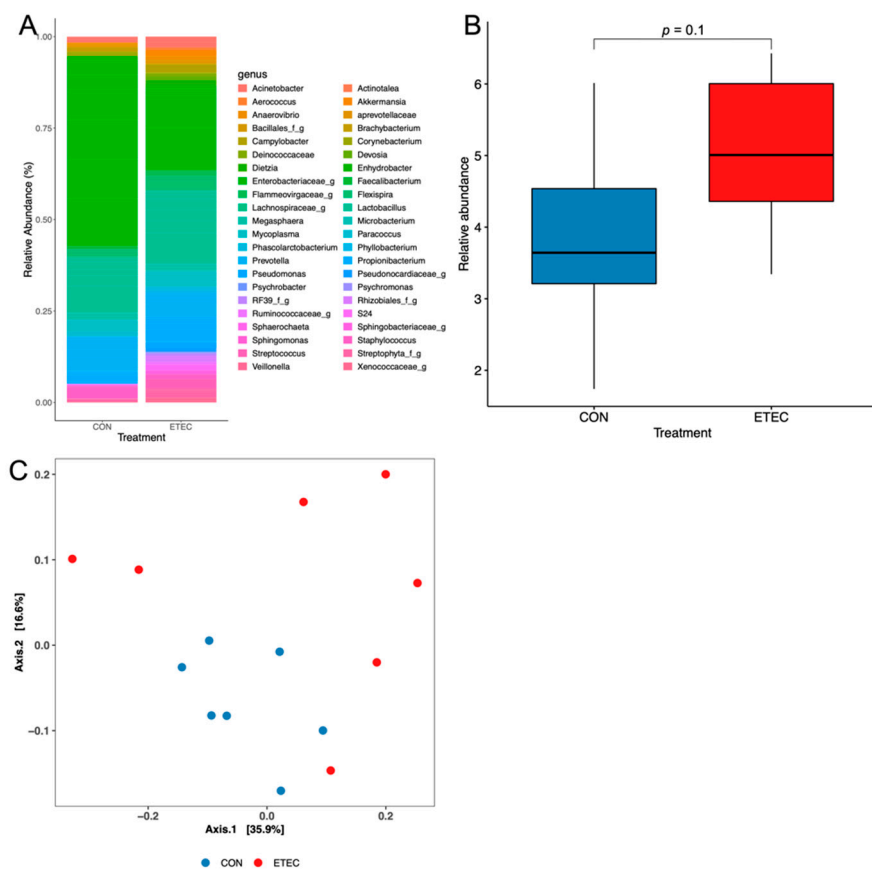 A
1.00
0.75
0.50
0.25
0.00
Relative Abundance (%)
CON ETEC
Treatment
genus
Acinetobacter Actinotalea
Aerococcus Akkermansia
Anaerovibrio aprevotellaceae
Bacillales_f_g Brachybacterium
Campylobacter Corynebacterium
Deinococcaceae Devosia
Dietzia Enhydrobacter
Enterobacteriaceae_g Faecalibacterium
Flammeovirgaceae_g Flexispira
Lachnospiraceae_g Lactobacillus
Megasphaera Microbacterium
Mycoplasma Paracoccus
Phascolarctobacterium Phyllobacterium
Prevotella Propionibacterium
Pseudomonas Pseudonocardiaceae_g
Psychrobacter Psychromonas
RF39_f_g Rhizobiales_f_g
Ruminococcaceae_g S24
Sphaerochaeta Sphingobacteriaceae_g
Sphingomonas Staphylococcus
Streptococcus Streptophyta_f_g
Veillonella Xenococcaceae_g
B
p = 0.1
6
5
4
3
2
Relative abundance
CON ETEC
Treatment
C
0.2
0.1
0.0
−0.1
Axis.2 [16.6%]
−0.2 0.0 0.2
Axis.1 [35.9%]
CON ETEC